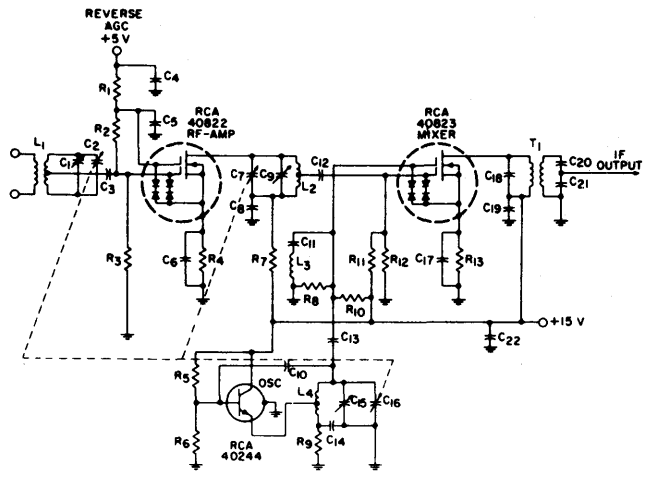 REVERSE
AGC
+5 V
C4
R1
C5
R2
RCA
40822
RF-AMP
RCA
40823
MIXER
L1
C1
C2
C3
C7
C9
L2
C12
C18
T1
C20
IF
OUTPUT
C21
C8
C19
R3
C6
R4
R7
C11
L3
R8
R11
R12
R10
C17
R13
C13
C22
+15 V
R5
C10
OSC
L4
C15
C16
R6
RCA
40244
R9
C14